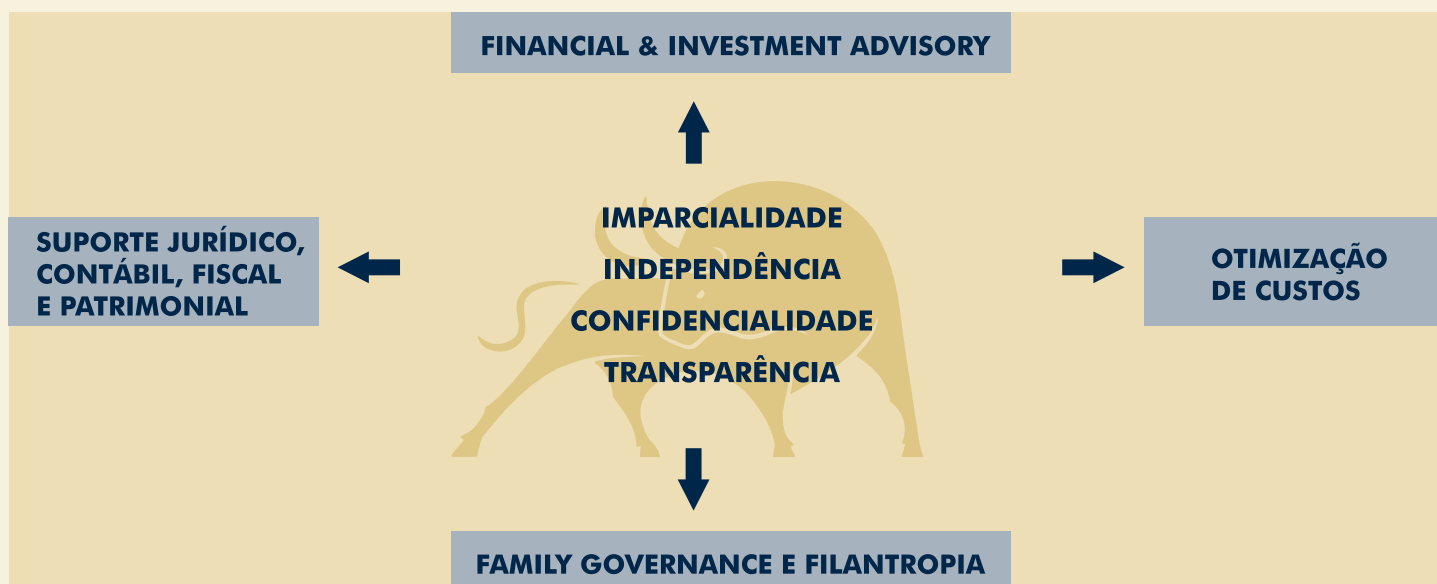 FINANCIAL & INVESTMENT ADVISORY
IMPARCIALIDADE
INDEPENDÊNCIA
CONFIDENCIALIDADE
TRANSPARÊNCIA
SUPORTE JURÍDICO,
CONTÁBIL, FISCAL
E PATRIMONIAL
OTIMIZAÇÃO
DE CUSTOS
FAMILY GOVERNANCE E FILANTROPIA